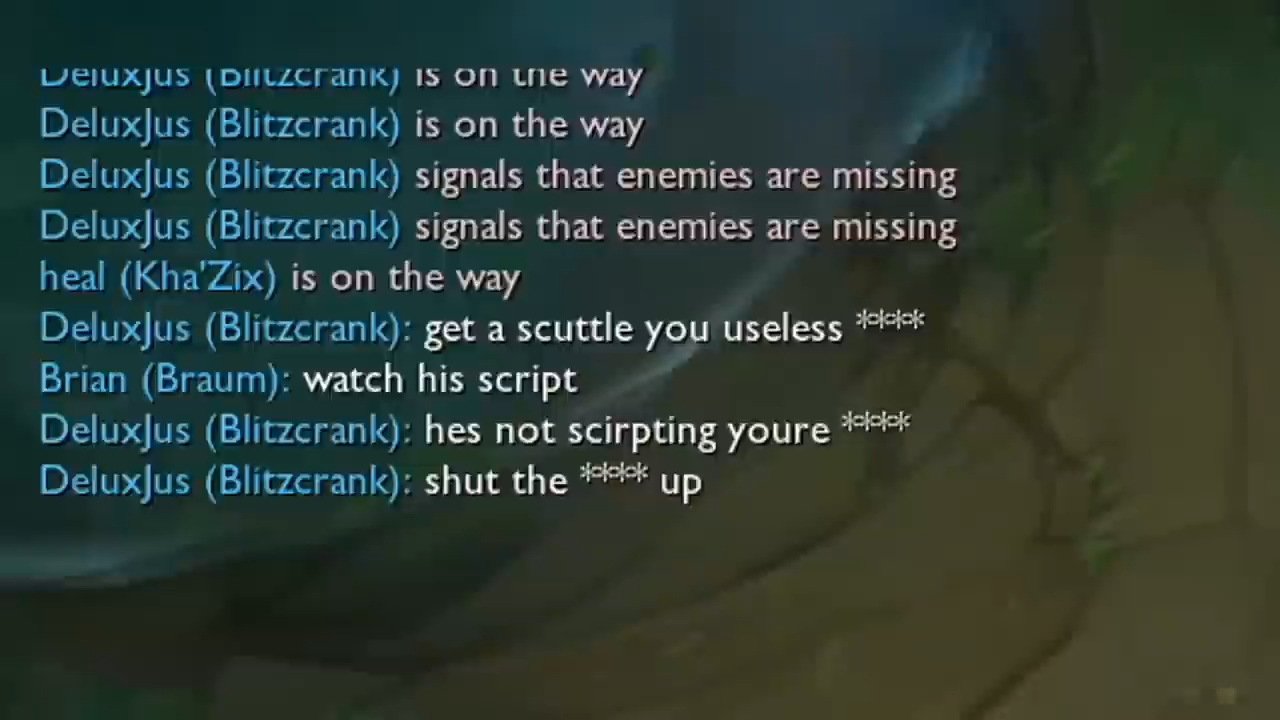 DeluxJus (Blitzcrank) is on the way
DeluxJus (Blitzcrank) is on the way
DeluxJus (Blitzcrank) signals that enemies are missing
DeluxJus (Blitzcrank) signals that enemies are missing
heal (Kha'Zix) is on the way
DeluxJus (Blitzcrank): get a scuttle you useless ****
Brian (Braum): watch his script
DeluxJus (Blitzcrank): hes not scirpting youre ****
DeluxJus (Blitzcrank): shut the **** up